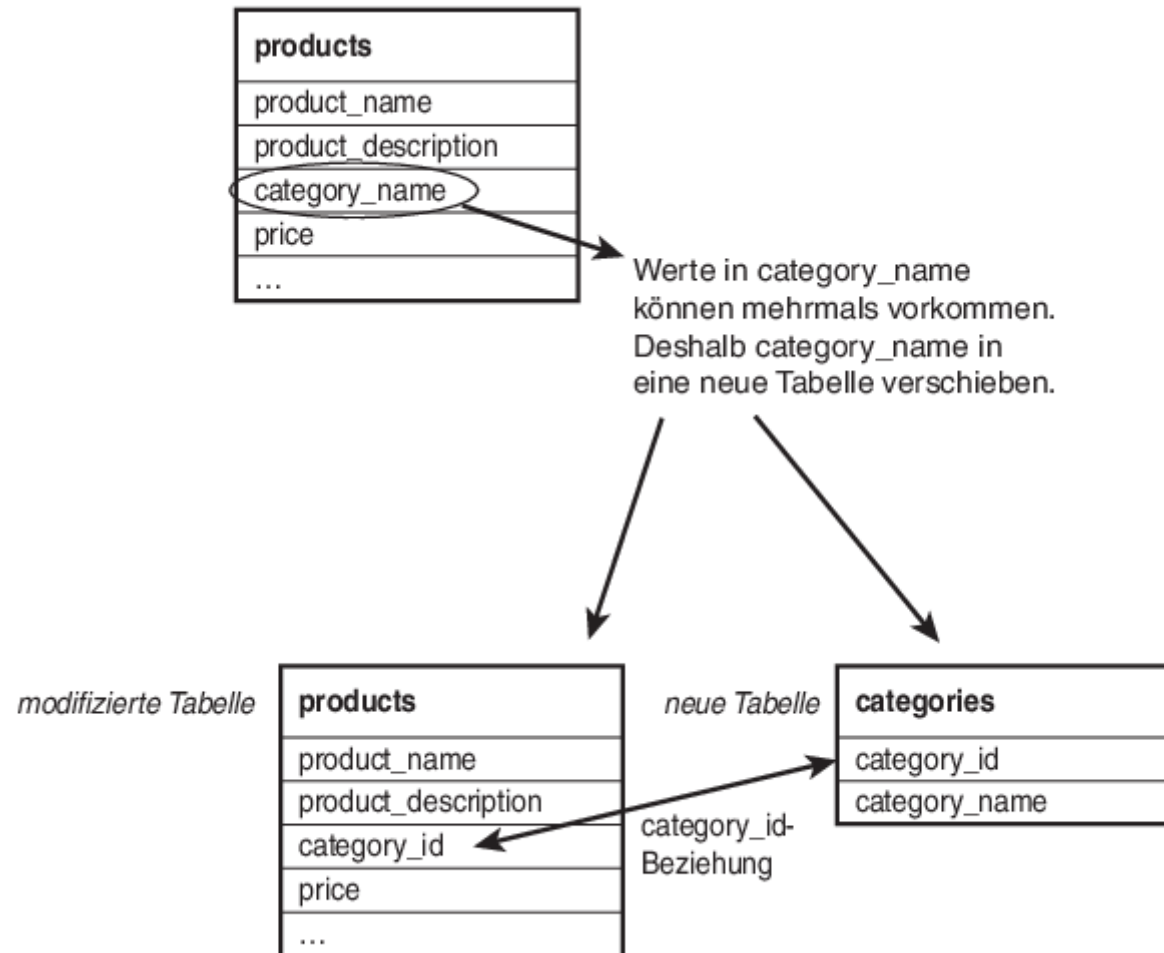 products
product_name
product_description
category_name
price
...
Werte in category_name
können mehrmals vorkommen.
Deshalb category_name in
eine neue Tabelle verschieben.
modifizierte Tabelle
products
product_name
product_description
category_id
price
...
category_id-
Beziehung
neue Tabelle
categories
category_id
category_name